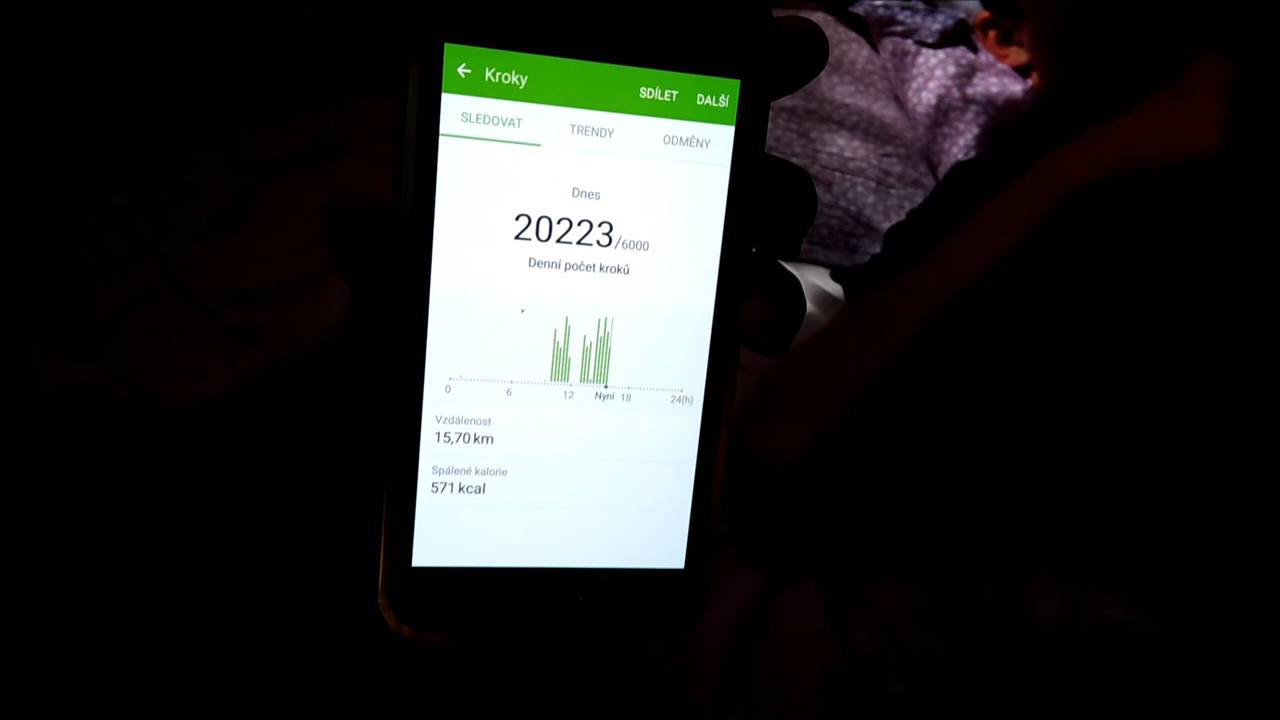 Kroky SDÍLET DALŠÍ
SLEDOVAT TRENDY ODMĚNY
Dnes
20223/6000
Denní počet kroků
0 6 12 Nyní 18 24(h)
Vzdálenost
15,70 km
Spálené kalorie
571 kcal